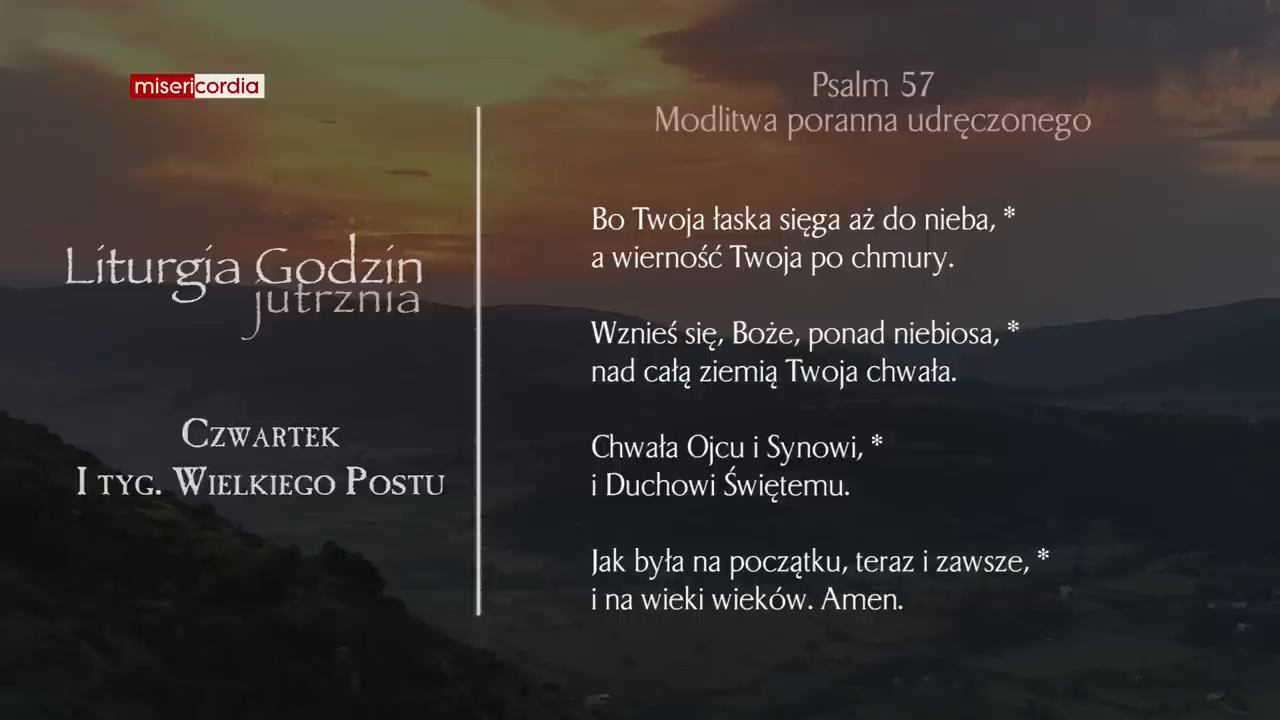 misericordia
Liturgia Godzin
jutrznia
Czwartek
I tyg. Wielkiego Postu
Psalm 57
Modlitwa poranna udręczonego
Bo Twoja łaska sięga aż do nieba, *
a wierność Twoja po chmury.
Wznieś się, Boże, ponad niebiosa, *
nad całą ziemią Twoja chwała.
Chwała Ojcu i Synowi, *
i Duchowi Świętemu.
Jak była na początku, teraz i zawsze, *
i na wieki wieków. Amen.